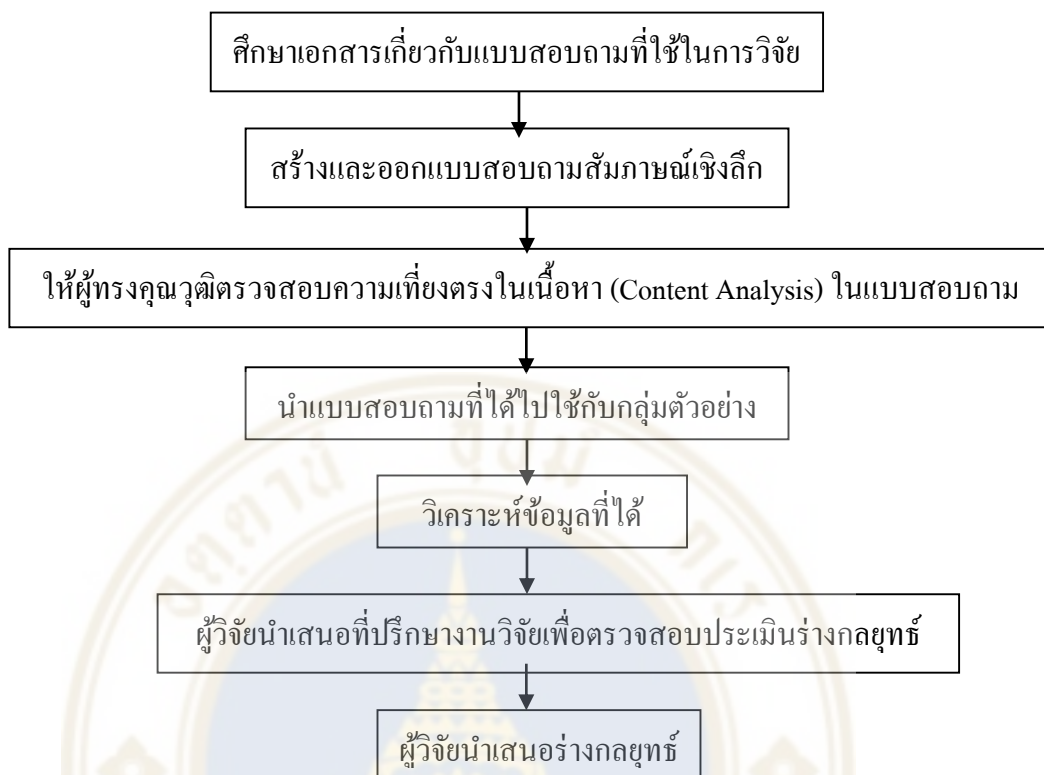 ศึกษาเอกสารเกี่ยวกับแบบสอบถามที่ใช้ในการวิจัย
สร้างและออกแบบสอบถามสัมภาษณ์เชิงลึก
ให้ผู้ทรงคุณวุฒิตรวจสอบความเที่ยงตรงในเนื้อหา (Content Analysis) ในแบบสอบถาม
นำแบบสอบถามที่ได้ไปใช้กับกลุ่มตัวอย่าง
วิเคราะห์ข้อมูลที่ได้
ผู้วิจัยนำเสนอที่ปรึกษางานวิจัยเพื่อตรวจสอบประเมินร่างกลยุทธ์
ผู้วิจัยนำเสนอร่างกลยุทธ์